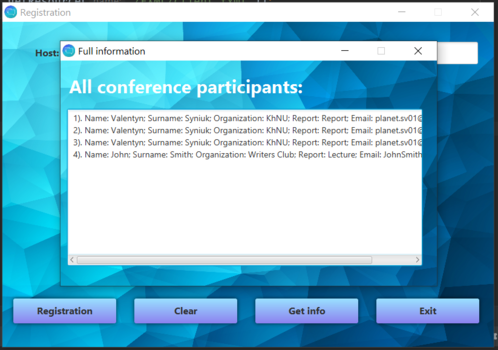 Registration
Host:
Full information
All conference participants:
1). Name: Valentyn; Surname: Syniuk; Organization: KhNU; Report: Report; Email: planet.sv01@
2). Name: Valentyn; Surname: Syniuk; Organization: KhNU; Report: Report; Email: planet.sv01@
3). Name: Valentyn; Surname: Syniuk; Organization: KhNU; Report: Report; Email: planet.sv01@
4). Name: John; Surname: Smith; Organization: Writers Club; Report: Lecture; Email: JohnSmith
Registration Clear Get info Exit